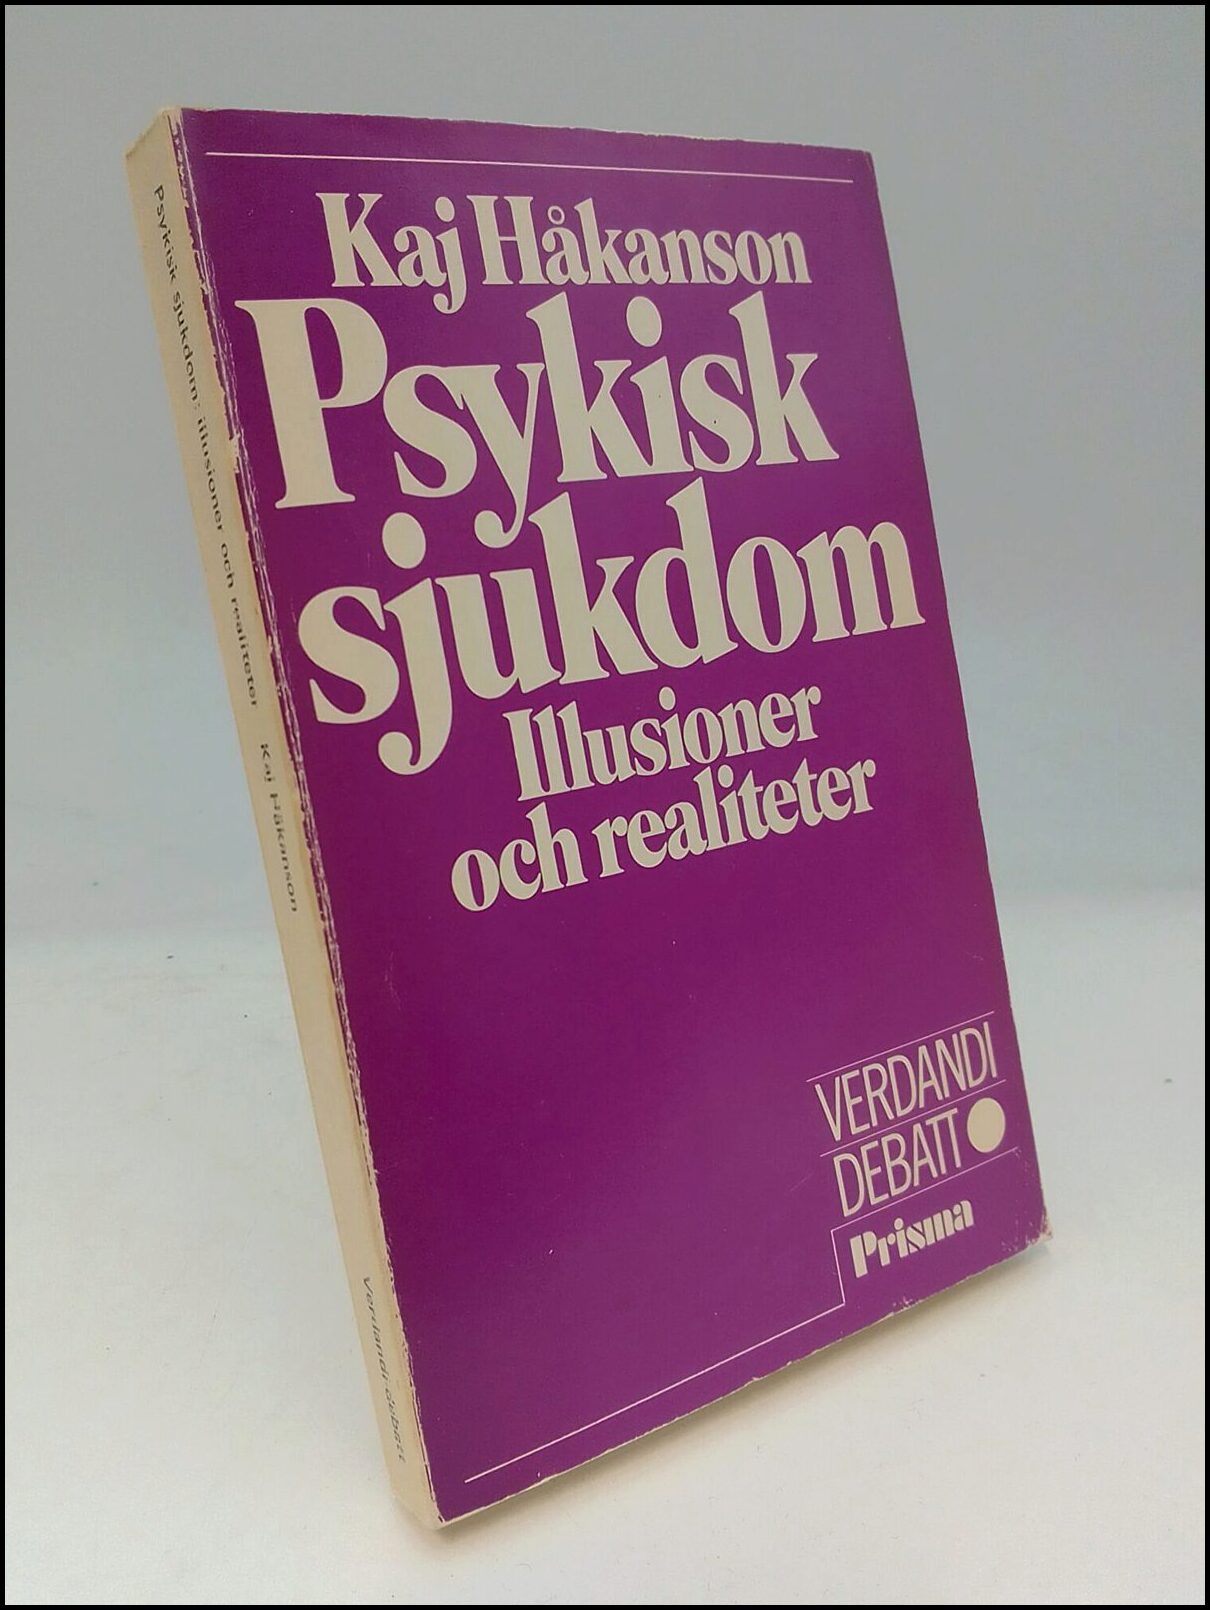 Kaj Håkanson
Psykisk
sjukdom
Illusioner
och realiteter
VERDANDI
DEBATT
Prisma
Psykisk sjukdom: illusioner och realiteter Kaj Håkanson Verdandi-debatt